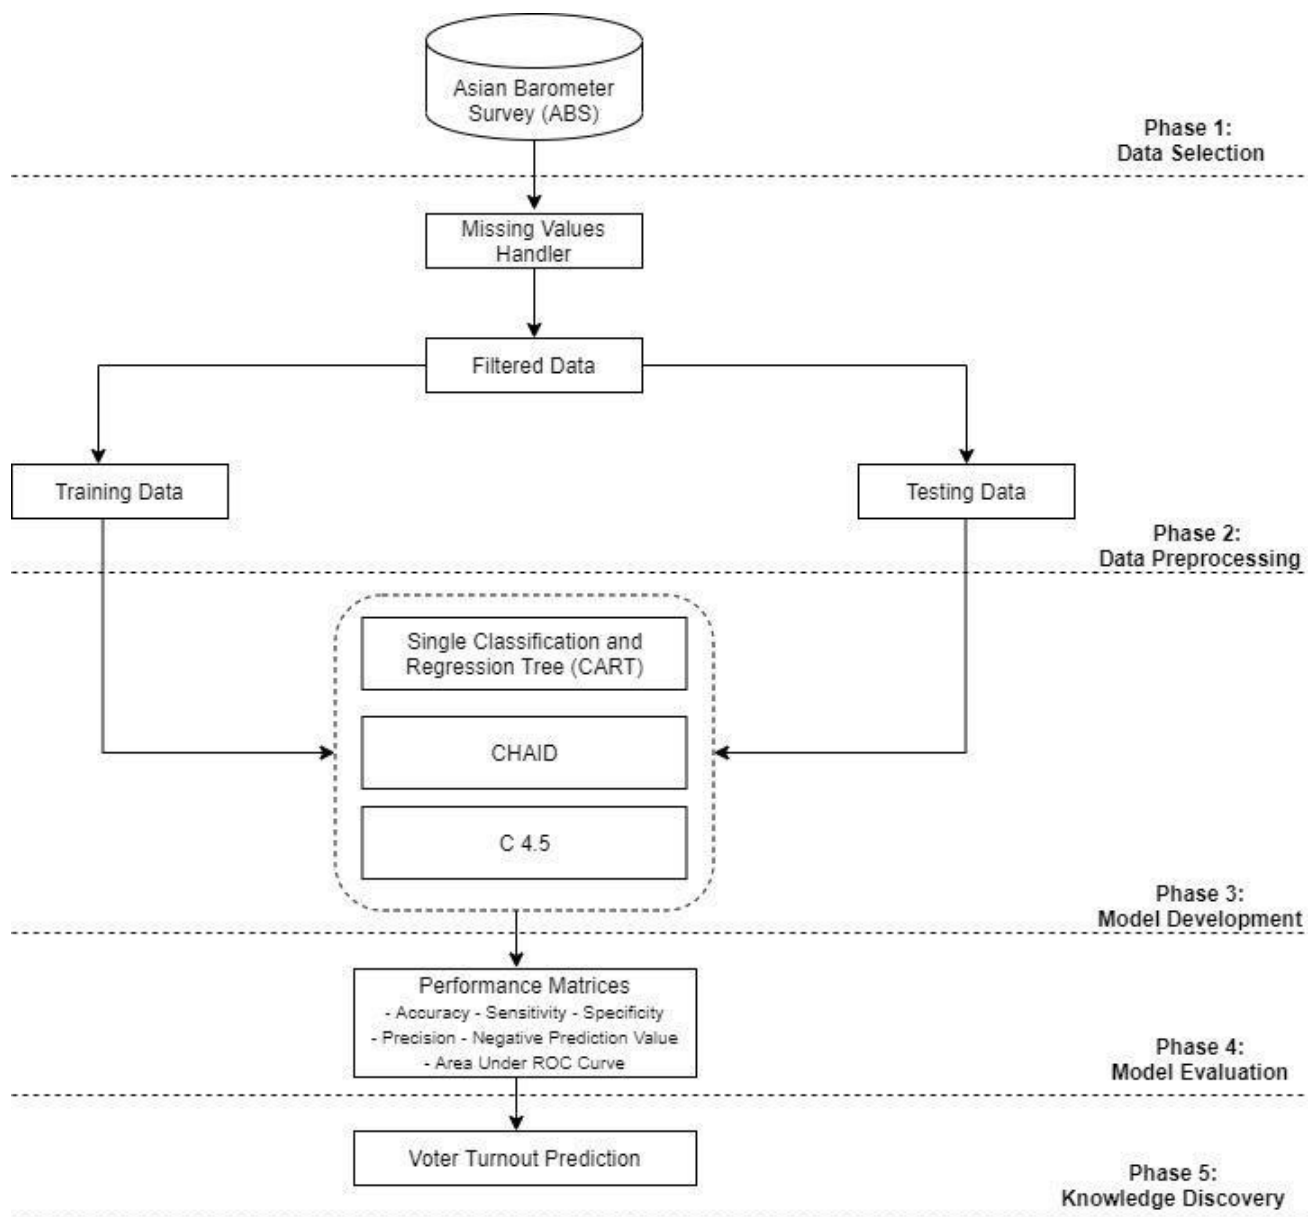 Asian Barometer
Survey (ABS)
Phase 1:
Data Selection
Missing Values
Handler
Filtered Data
Training Data
Testing Data
Phase 2:
Data Preprocessing
Single Classification and
Regression Tree (CART)
CHAID
C 4.5
Phase 3:
Model Development
Performance Matrices
- Accuracy - Sensitivity - Specificity
- Precision - Negative Prediction Value
- Area Under ROC Curve
Phase 4:
Model Evaluation
Voter Turnout Prediction
Phase 5:
Knowledge Discovery